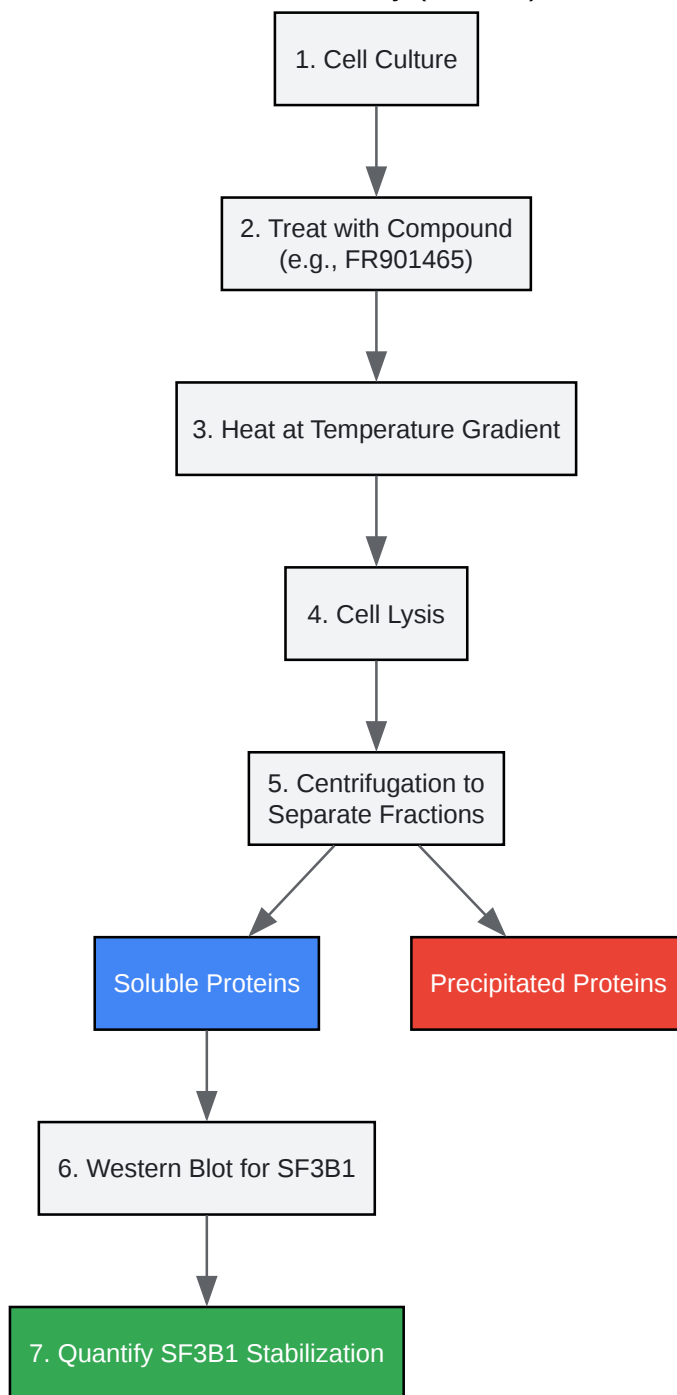 1. Cell Culture
2. Treat with Compound
(e.g., FR901465)
3. Heat at Temperature Gradient
4. Cell Lysis
5. Centrifugation to
Separate Fractions
Soluble Proteins
Precipitated Proteins
6. Western Blot for SF3B1
7. Quantify SF3B1 Stabilization